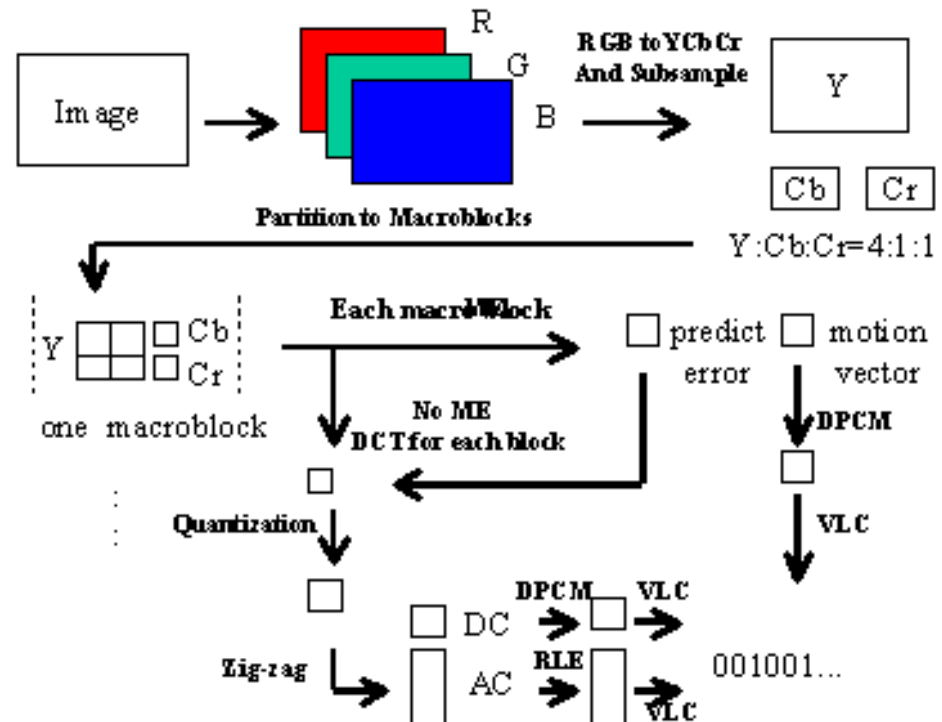 R
G
B
Image
RGB to YCbCr
And Subsample
Y
Cb
Cr
Y:Cb:Cr=4:1:1
Partition to Macroblocks
Y
Cb
Cr
one macroblock
Each macroblock
predict
error
motion
vector
No ME
DCT for each block
DPCM
VLC
Quantization
DPCM
VLC
DC
Zig-zag
RLE
AC
VLC
001001...